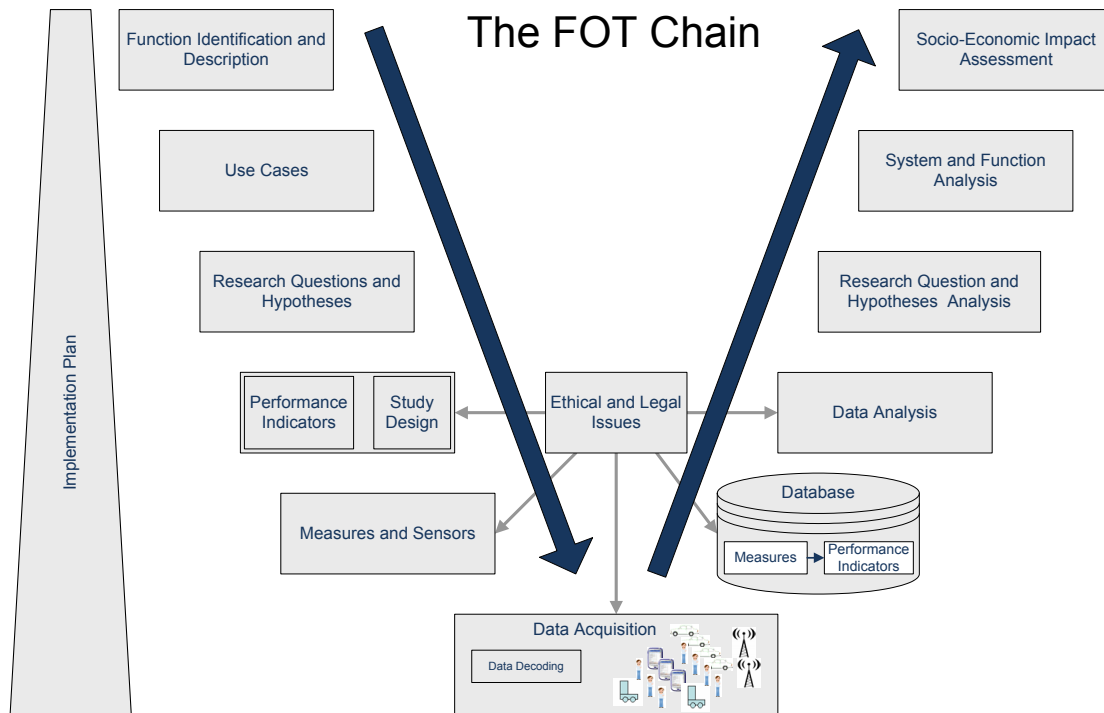 The FOT Chain
Implementation Plan
Function Identification and
Description
Use Cases
Research Questions and
Hypotheses
Performance
Indicators
Study
Design
Measures and Sensors
Ethical and Legal
Issues
Data Acquisition
Data Decoding
Socio-Economic Impact
Assessment
System and Function
Analysis
Research Question and
Hypotheses Analysis
Data Analysis
Database
Measures
Performance
Indicators